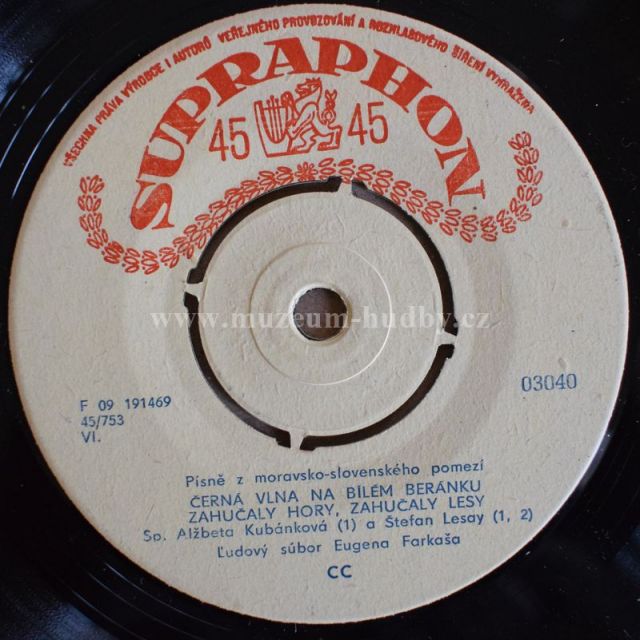 VŠECHNA PRÁVA VÝROBCE I AUTORŮ VEŘEJNÉHO PROVOZOVÁNÍ A ROZHLASOVÉHO ŠÍŘENÍ VYHRAŽENA
SUPRAPHON
45 45
www.muzeum-hudby.cz
F 09 191469
45/753
VI.
03040
Písně z moravsko-slovenského pomezí
ČERNÁ VLNA NA BÍLÉM BERÁNKU
ZAHUČALY HORY, ZAHUČALY LESY
Sp. Alžbeta Kubánková (1) a Štefan Lesay (1, 2)
Ľudový súbor Eugena Farkaša
CC